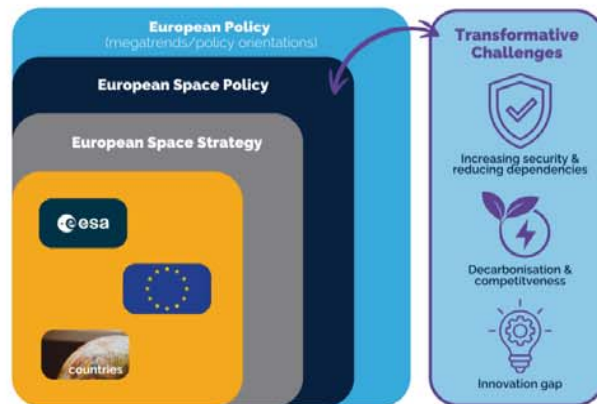 European Policy
(megatrends/policy orientations)
European Space Policy
European Space Strategy
esa
countries
Transformative
Challenges
Increasing security &
reducing dependencies
Decarbonisation &
competitveness
Innovation gap